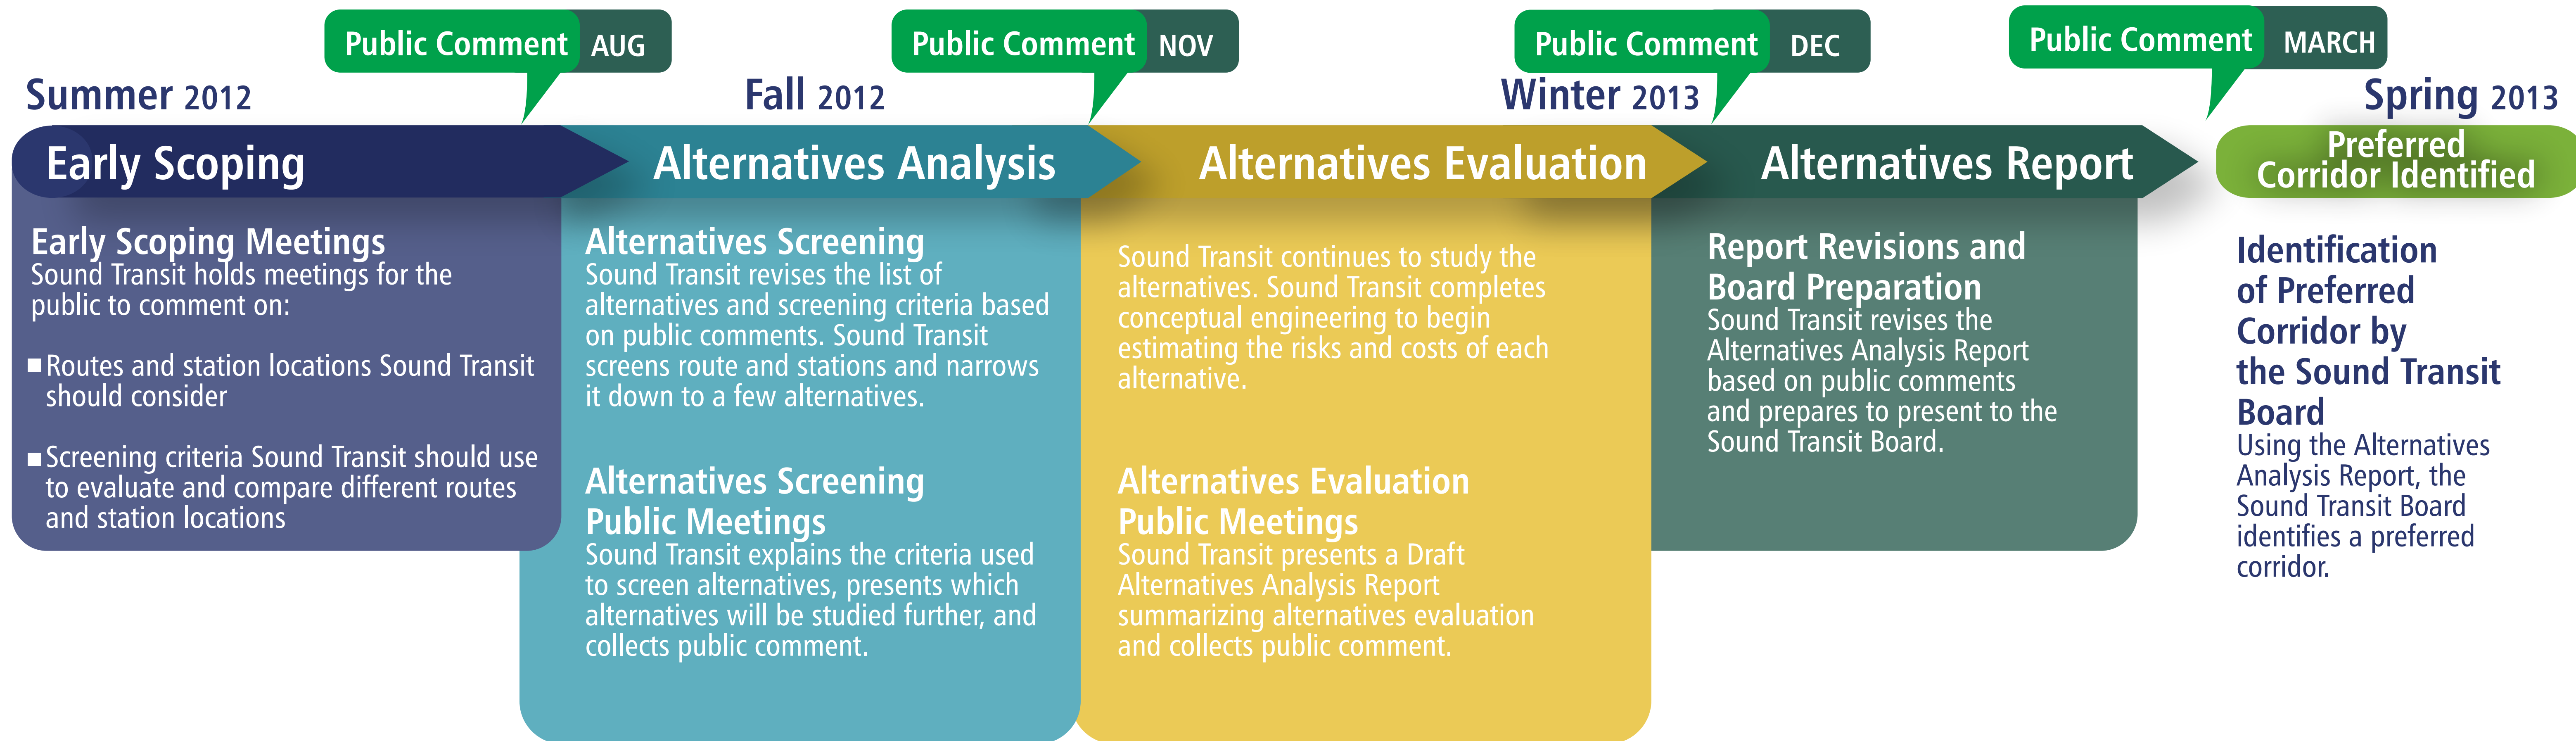 Public Comment AUG
Public Comment NOV
Public Comment DEC
Public Comment MARCH
Summer 2012
Fall 2012
Winter 2013
Spring 2013
Early Scoping
Alternatives Analysis
Alternatives Evaluation
Alternatives Report
Preferred
Corridor Identified
Early Scoping Meetings
Sound Transit holds meetings for the
public to comment on:
Routes and station locations Sound Transit
should consider
Screening criteria Sound Transit should use
to evaluate and compare different routes
and station locations
Alternatives Screening
Sound Transit revises the list of
alternatives and screening criteria based
on public comments. Sound Transit
screens route and stations and narrows
it down to a few alternatives.
Alternatives Screening
Public Meetings
Sound Transit explains the criteria used
to screen alternatives, presents which
alternatives will be studied further, and
collects public comment.
Sound Transit continues to study the
alternatives. Sound Transit completes
conceptual engineering to begin
estimating the risks and costs of each
alternative.
Alternatives Evaluation
Public Meetings
Sound Transit presents a Draft
Alternatives Analysis Report
summarizing alternatives evaluation
and collects public comment.
Report Revisions and
Board Preparation
Sound Transit revises the
Alternatives Analysis Report
based on public comments
and prepares to present to the
Sound Transit Board.
Identification
of Preferred
Corridor by
the Sound Transit
Board
Using the Alternatives
Analysis Report, the
Sound Transit Board
identifies a preferred
corridor.